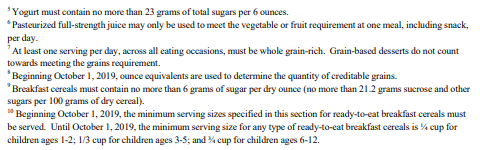 ⁵ Yogurt must contain no more than 23 grams of total sugars per 6 ounces.
⁶ Pasteurized full-strength juice may only be used to meet the vegetable or fruit requirement at one meal, including snack,
per day.
⁷ At least one serving per day, across all eating occasions, must be whole grain-rich. Grain-based desserts do not count
towards meeting the grains requirement.
⁸ Beginning October 1, 2019, ounce equivalents are used to determine the quantity of creditable grains.
⁹ Breakfast cereals must contain no more than 6 grams of sugar per dry ounce (no more than 21.2 grams sucrose and other
sugars per 100 grams of dry cereal).
¹⁰ Beginning October 1, 2019, the minimum serving sizes specified in this section for ready-to-eat breakfast cereals must
be served. Until October 1, 2019, the minimum serving size for any type of ready-to-eat breakfast cereals is ¼ cup for
children ages 1-2; 1/3 cup for children ages 3-5; and ¾ cup for children ages 6-12.